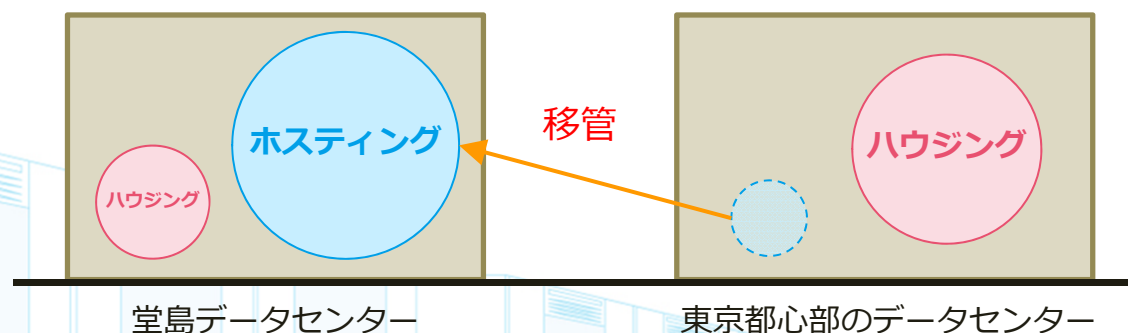 ホスティング
ハウジング
移管
ハウジング
堂島データセンター
東京都心部のデータセンター